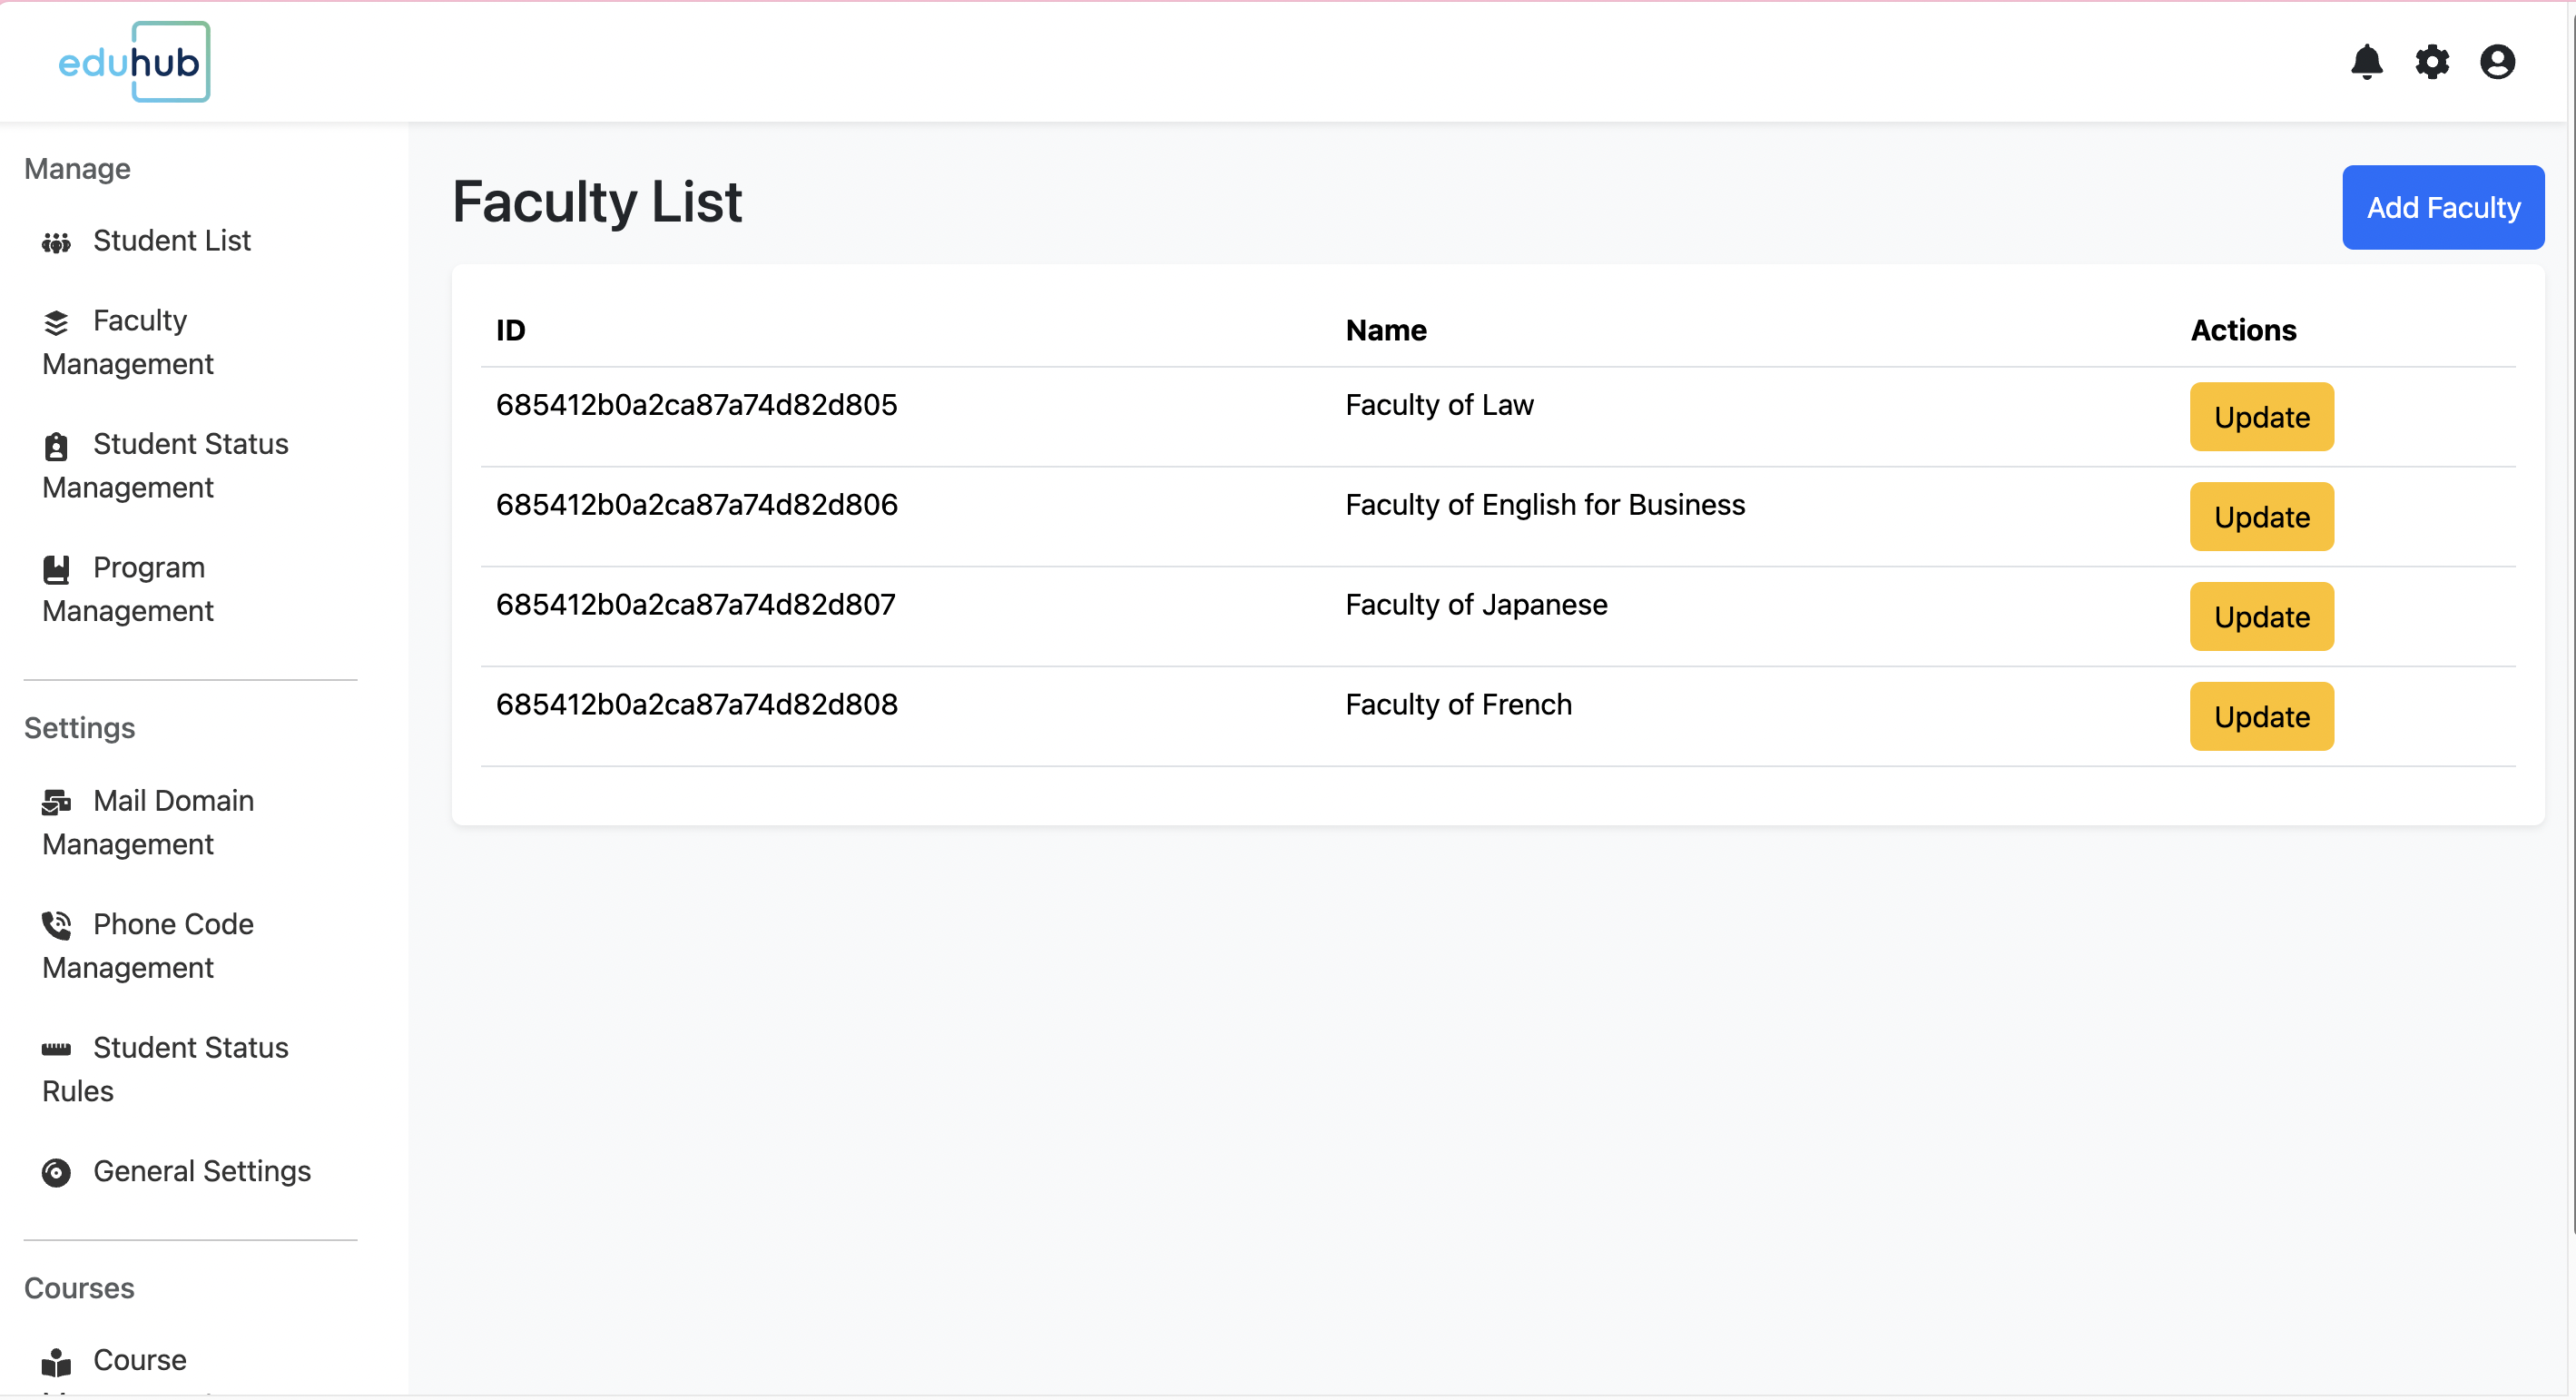 eduhub
Manage
Student List
Faculty
Management
Student Status
Management
Program
Management
Settings
Mail Domain
Management
Phone Code
Management
Student Status
Rules
General Settings
Courses
Course
Faculty List
Add Faculty
ID Name Actions
685412b0a2ca87a74d82d805 Faculty of Law Update
685412b0a2ca87a74d82d806 Faculty of English for Business Update
685412b0a2ca87a74d82d807 Faculty of Japanese Update
685412b0a2ca87a74d82d808 Faculty of French Update